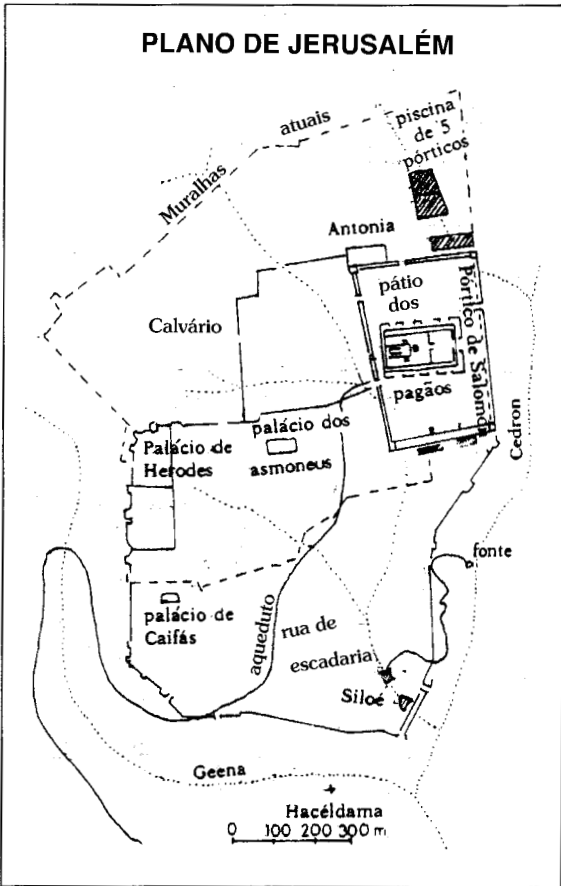 PLANO DE JERUSALÉM
piscina
de 5
pórticos
atuais
Muralhas
Antonia
pátio
dos
Pórtico de Salomão
Calvário
pagãos
Cedron
palácio dos
asmoneus
Palácio de
Herodes
fonte
palácio de
Caifás
aqueduto
rua de
escadaria
Siloé
Geena
Hacéldama
0 100 200 300 m